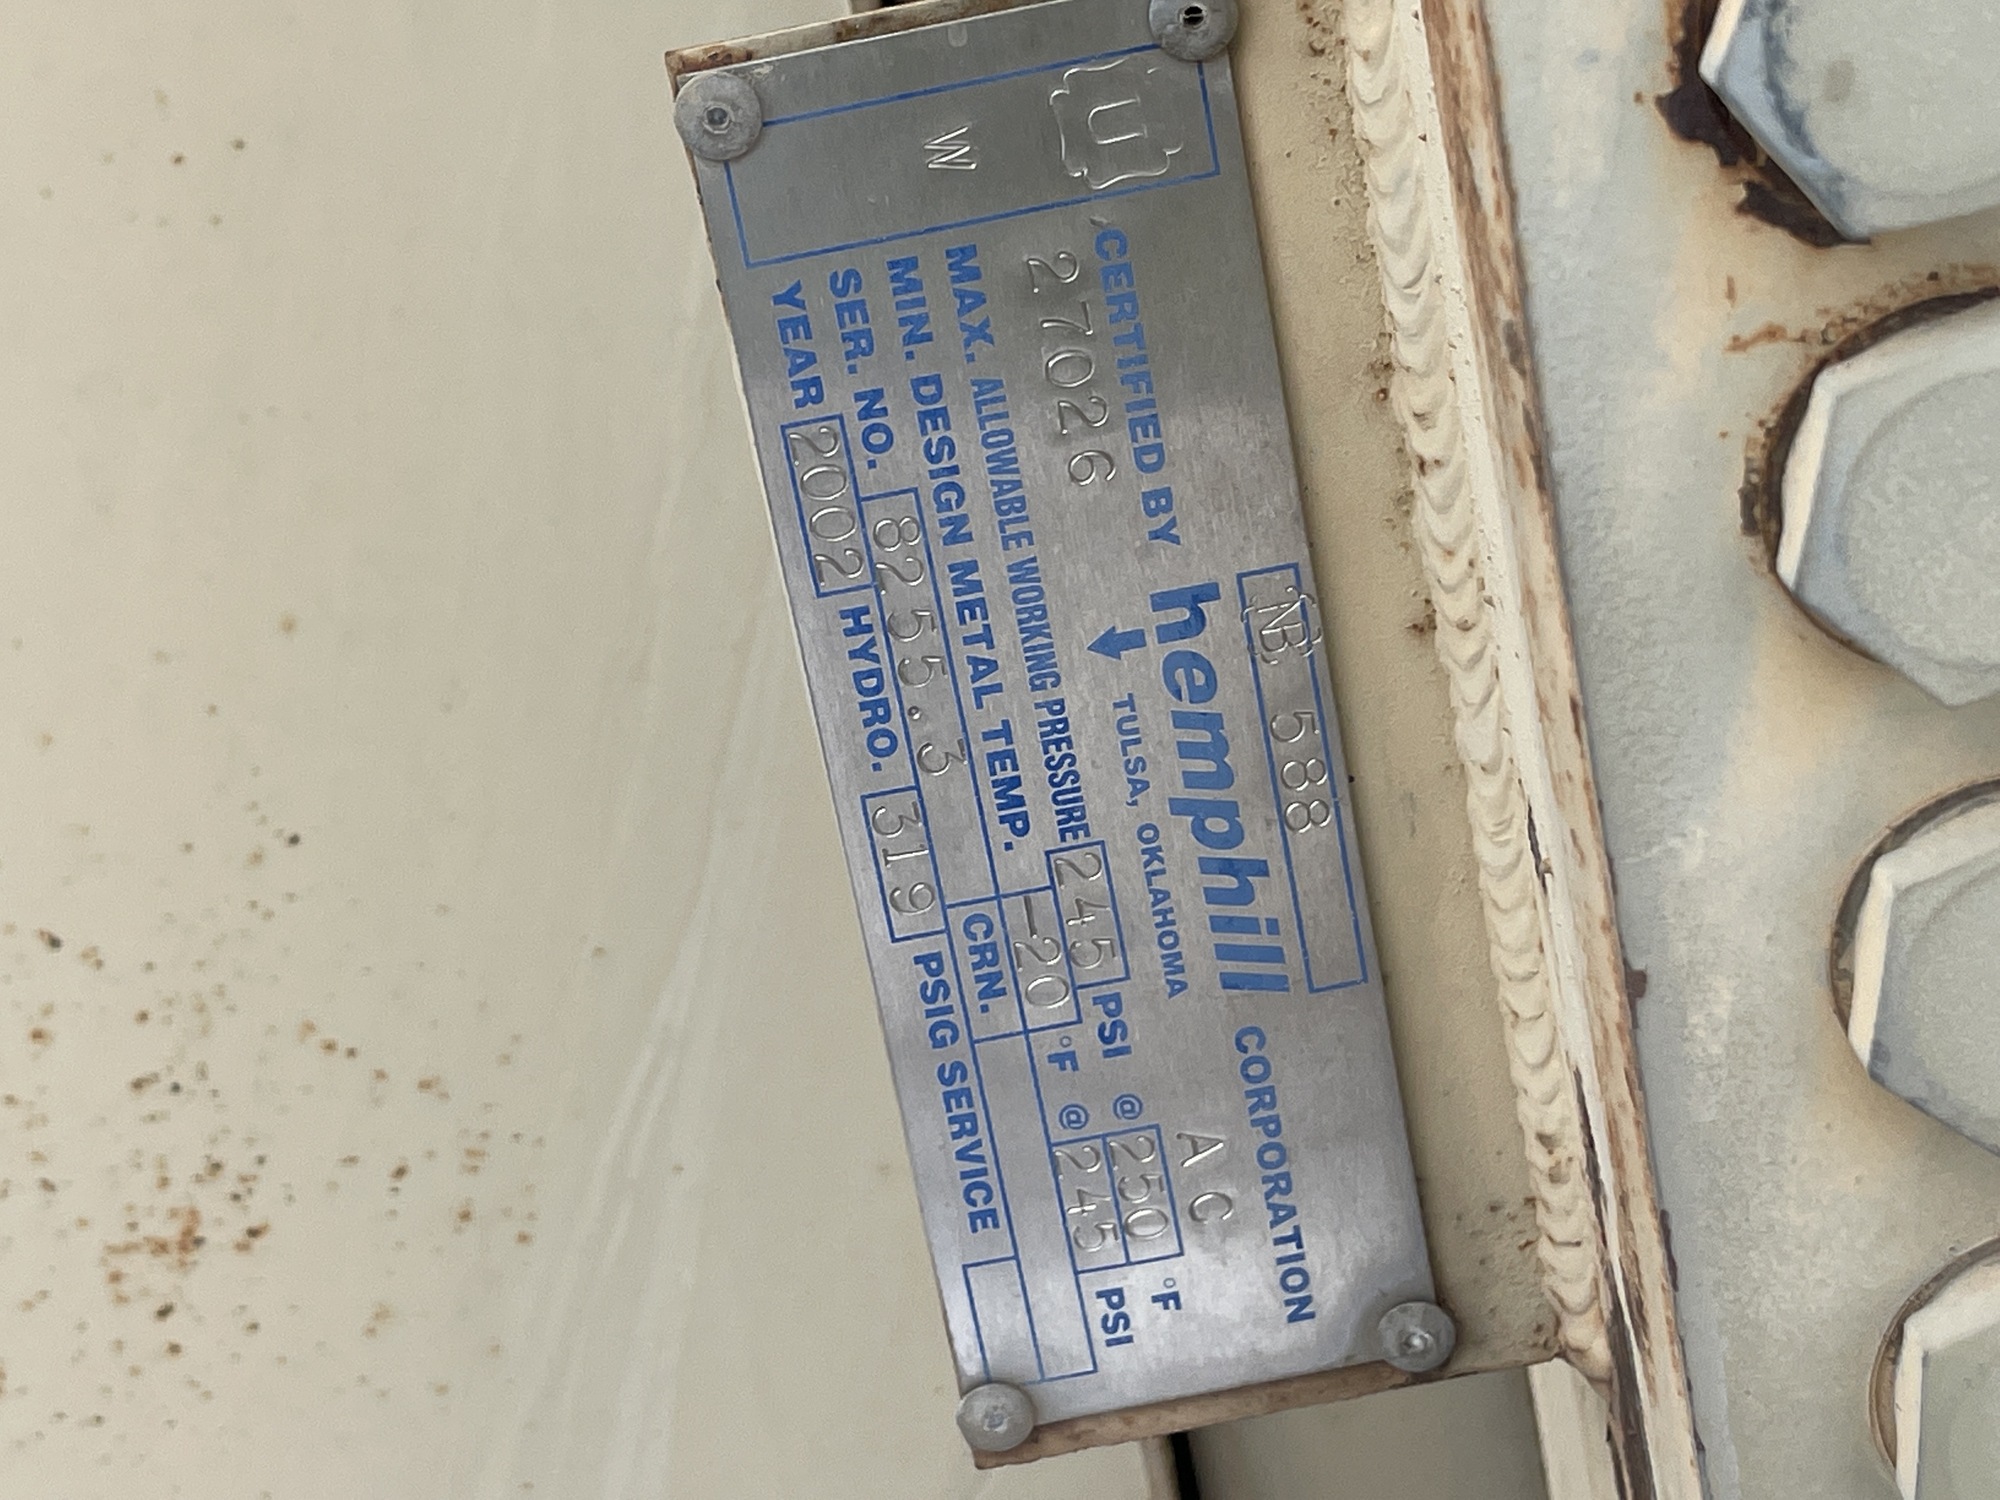 NB 588
CERTIFIED BY hemphill CORPORATION
U
TULSA, OKLAHOMA
27026 AC
W
MAX. ALLOWABLE WORKING PRESSURE 245 PSI @ 250 °F
MIN. DESIGN METAL TEMP. -20 °F @ 245 PSI
SER. NO. 8255.3 CRN.
YEAR 2002 HYDRO. 319 PSIG SERVICE